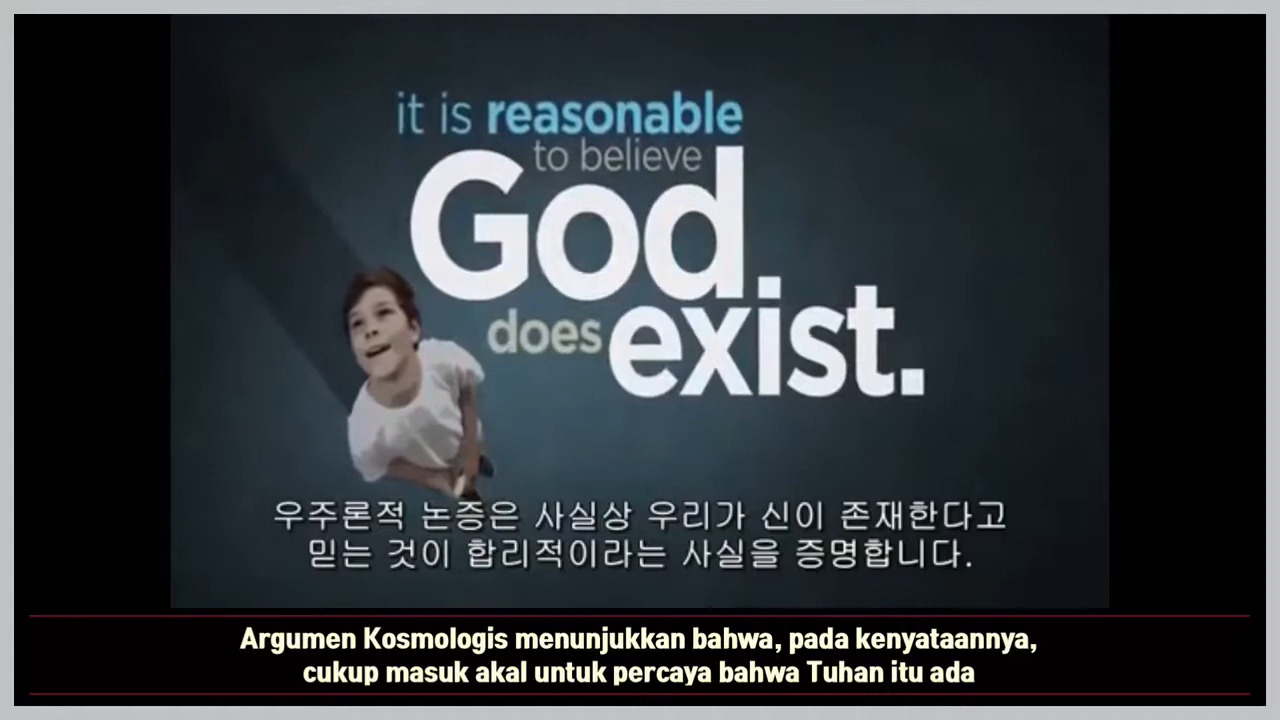 it is reasonable
to believe
God
does exist.
우주론적 논증은 사실상 우리가 신이 존재한다고
믿는 것이 합리적이라는 사실을 증명합니다.
Argumen Kosmologis menunjukkan bahwa, pada kenyataannya,
cukup masuk akal untuk percaya bahwa Tuhan itu ada